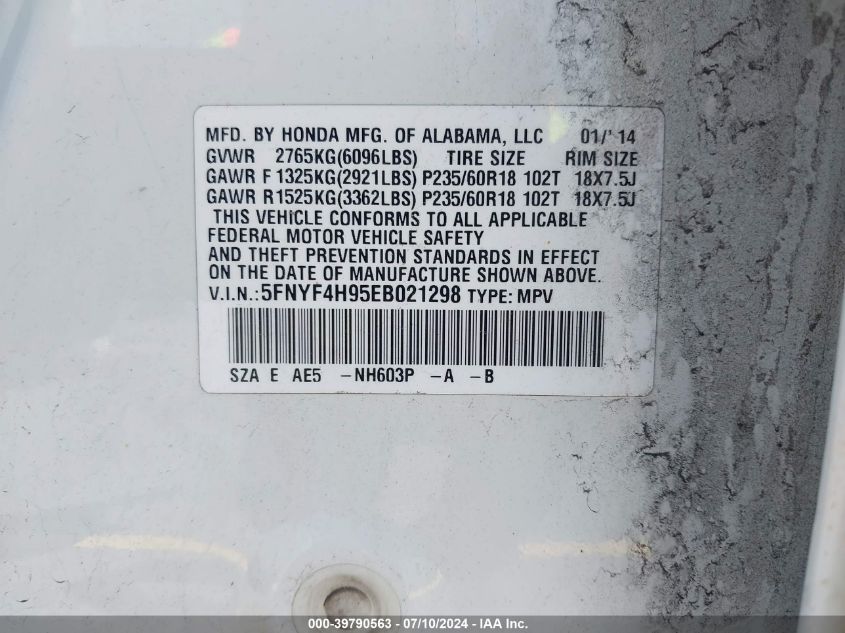 MFD. BY HONDA MFG. OF ALABAMA, LLC 01/' 14
GVWR 2765KG(6096LBS) TIRE SIZE RIM SIZE
GAWR F 1325KG(2921LBS) P235/60R18 102T 18X7.5J
GAWR R1525KG(3362LBS) P235/60R18 102T 18X7.5J
THIS VEHICLE CONFORMS TO ALL APPLICABLE
FEDERAL MOTOR VEHICLE SAFETY
AND THEFT PREVENTION STANDARDS IN EFFECT
ON THE DATE OF MANUFACTURE SHOWN ABOVE.
V.I.N.:5FNYF4H95EB021298 TYPE: MPV
SZA E AE5 -NH603P -A -B
000-39790563 - 07/10/2024 - IAA Inc.